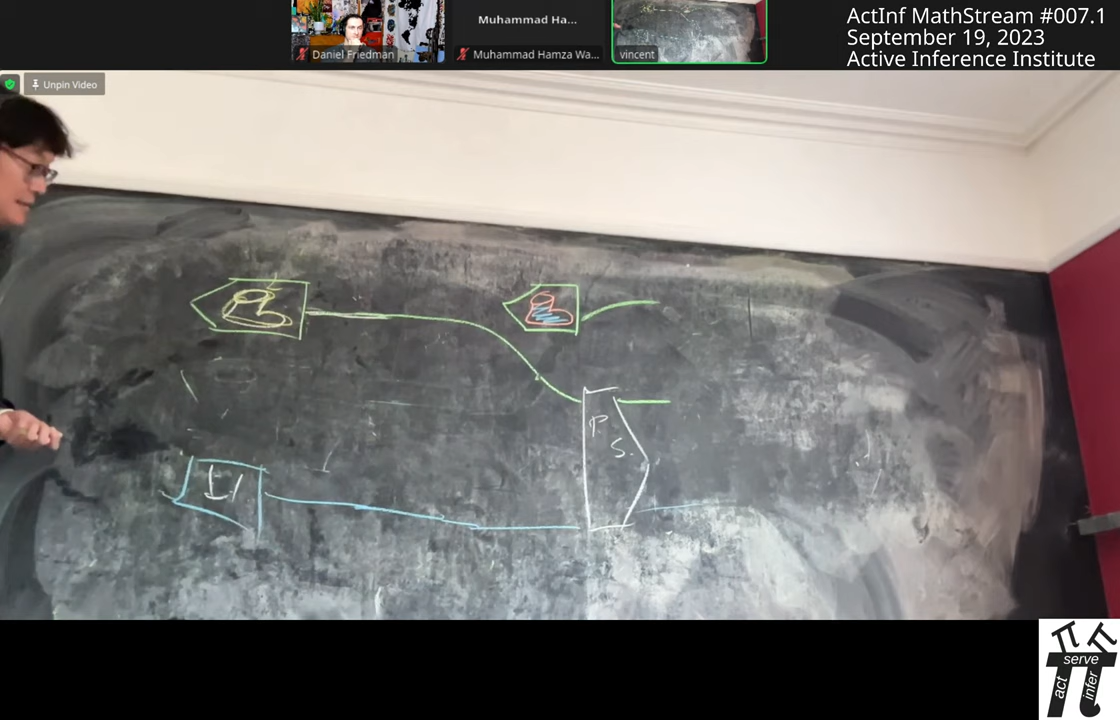 ActInf MathStream #007.1
September 19, 2023
Active Inference Institute
Muhammad Ha...
Daniel Friedman
Muhammad Hamza Wa...
vincent
Unpin Video
P
S.
act
serve
infer